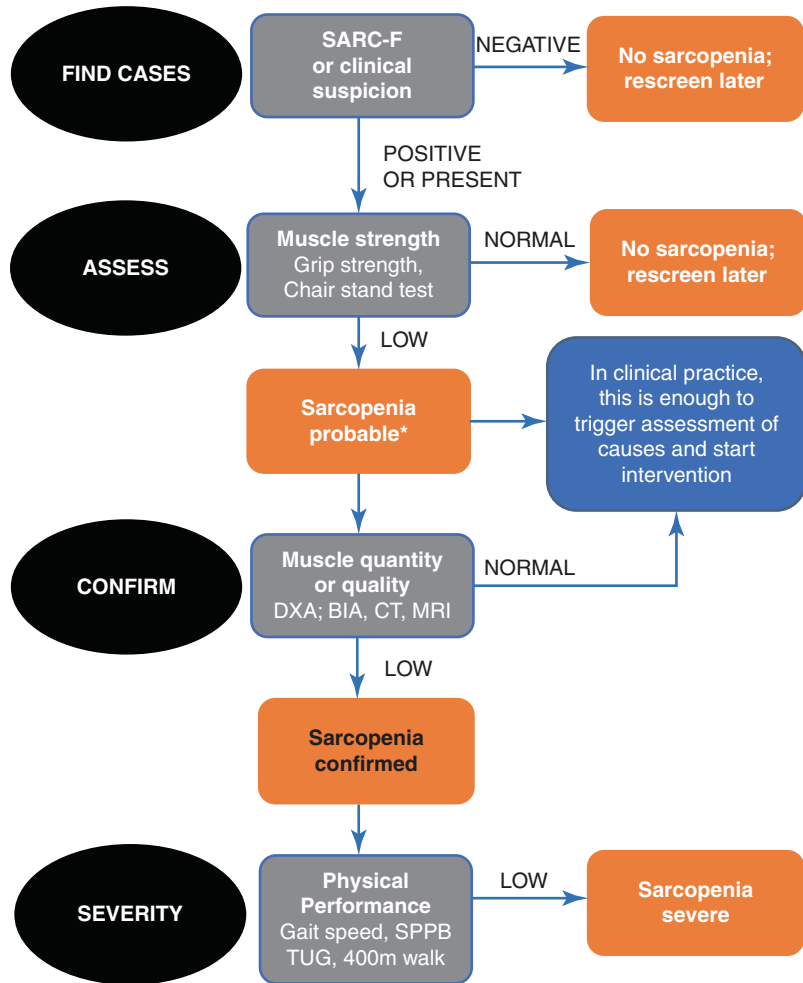 FIND CASES
SARC-F
or clinical
suspicion
NEGATIVE
No sarcopenia;
rescreen later
POSITIVE
OR PRESENT
ASSESS
Muscle strength
Grip strength,
Chair stand test
NORMAL
No sarcopenia;
rescreen later
LOW
Sarcopenia
probable*
In clinical practice,
this is enough to
trigger assessment of
causes and start
intervention
CONFIRM
Muscle quantity
or quality
DXA; BIA, CT, MRI
NORMAL
LOW
Sarcopenia
confirmed
SEVERITY
Physical
Performance
Gait speed, SPPB
TUG, 400m walk
LOW
Sarcopenia
severe